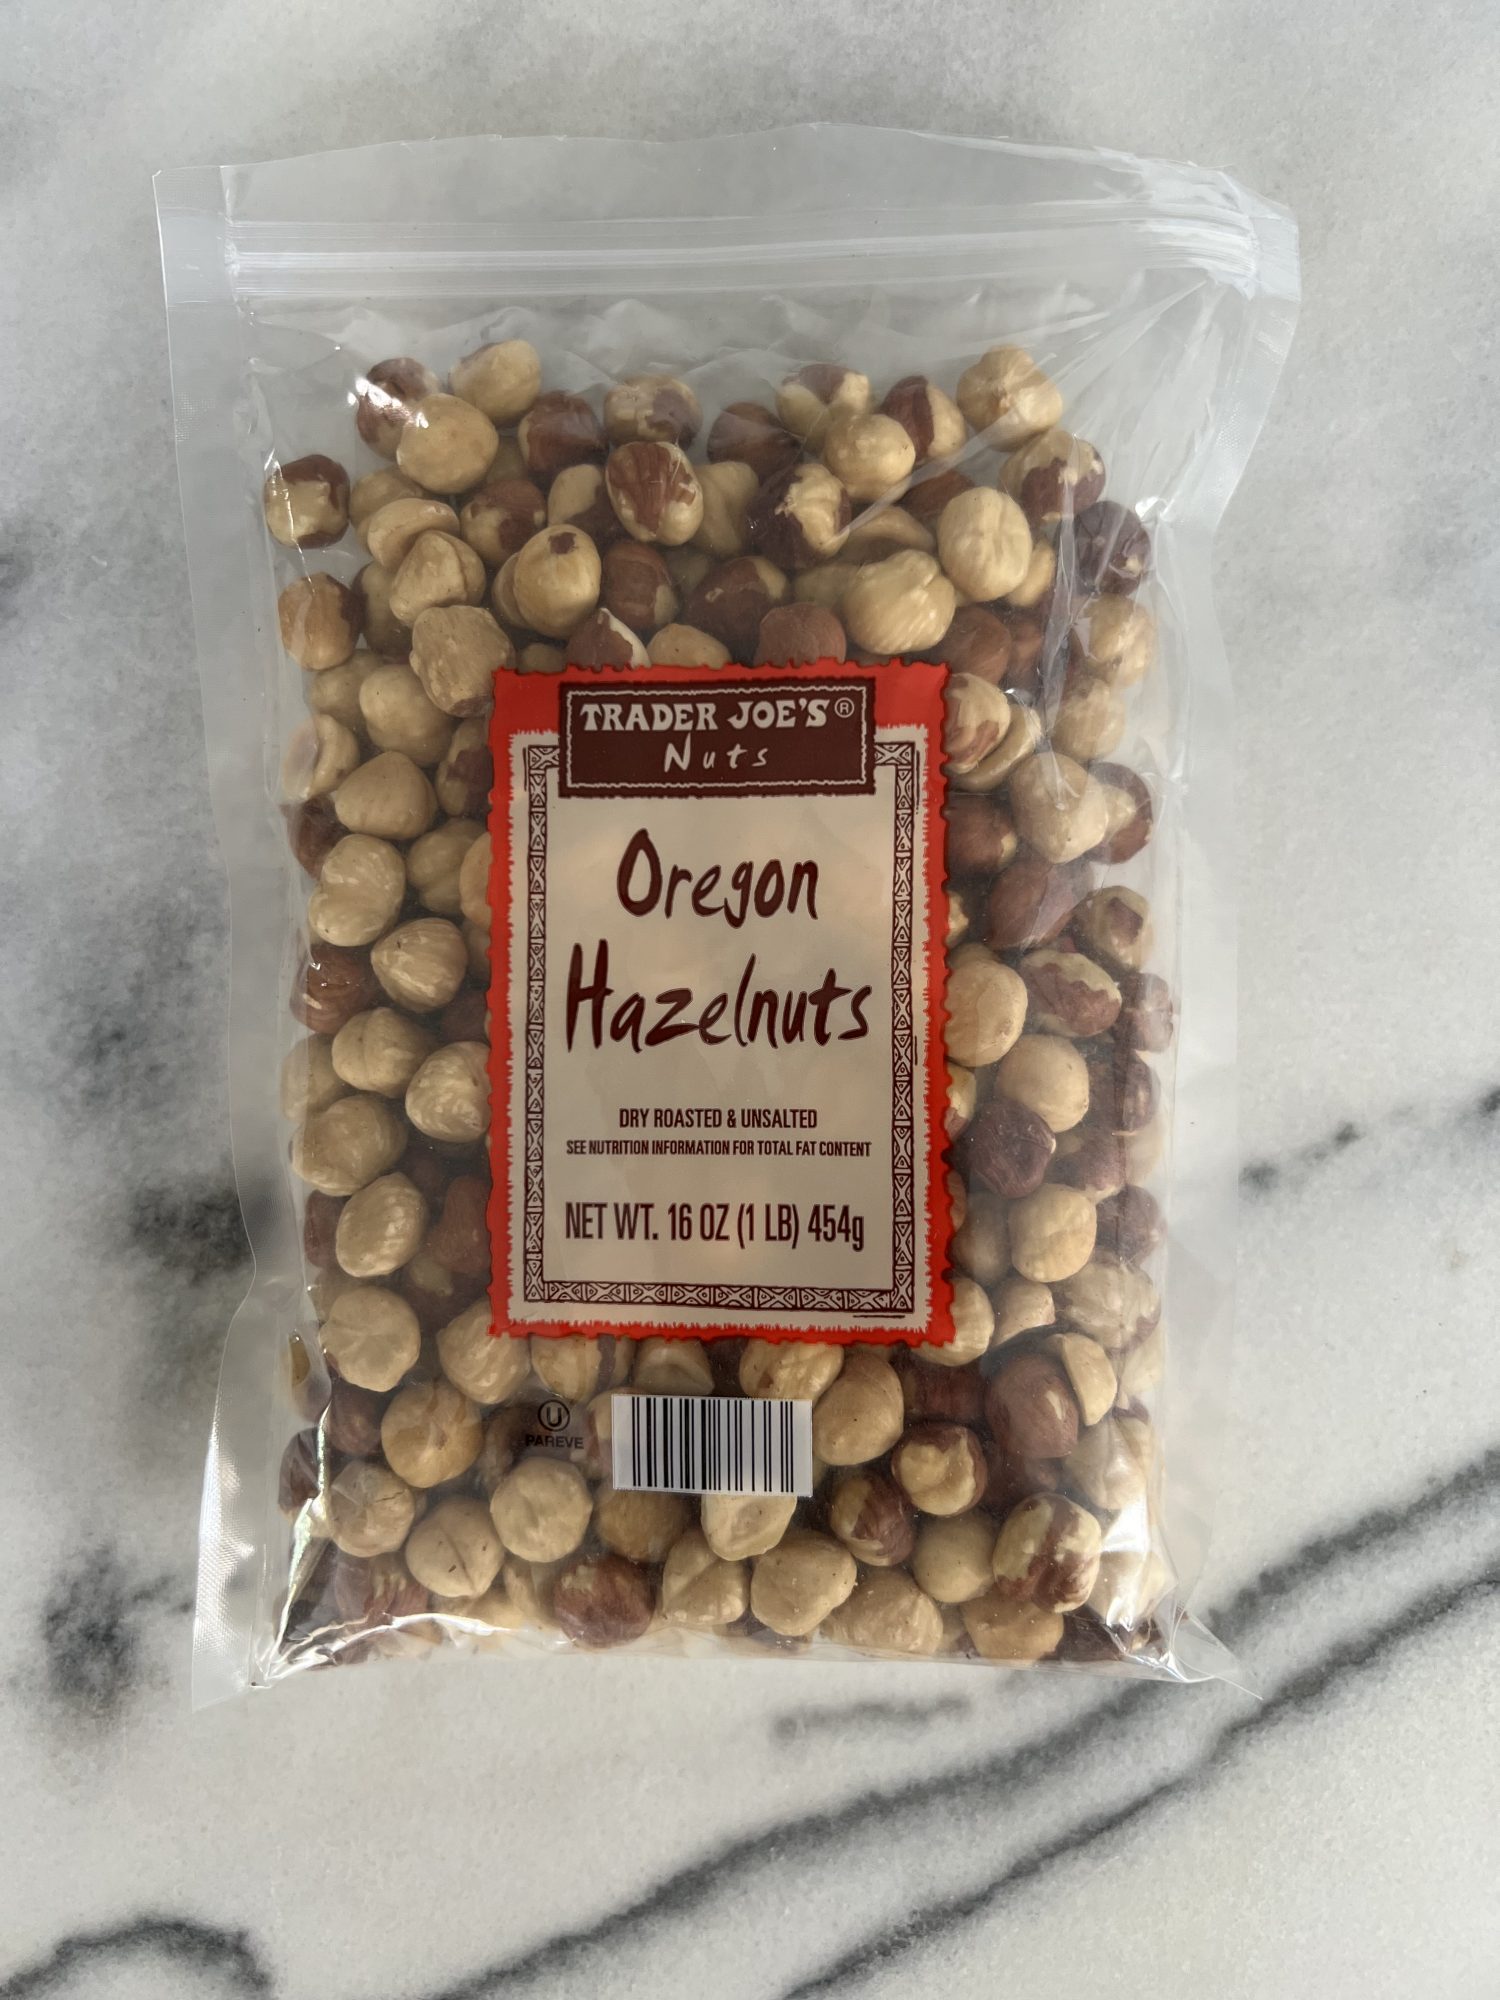 TRADER JOE'S®
Nuts
Oregon
Hazelnuts
DRY ROASTED & UNSALTED
SEE NUTRITION INFORMATION FOR TOTAL FAT CONTENT
NET WT. 16 OZ (1 LB) 454g
U
PAREVE